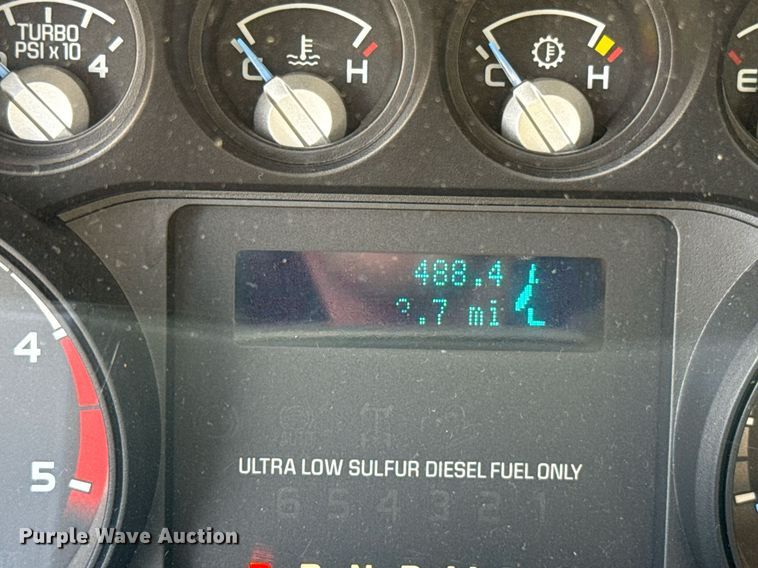 TURBO
PSI x 10
4
C H
C H
E
488.4
.7 mi
4
5
ULTRA LOW SULFUR DIESEL FUEL ONLY
6 5 4 3 2 1
Purple Wave Auction